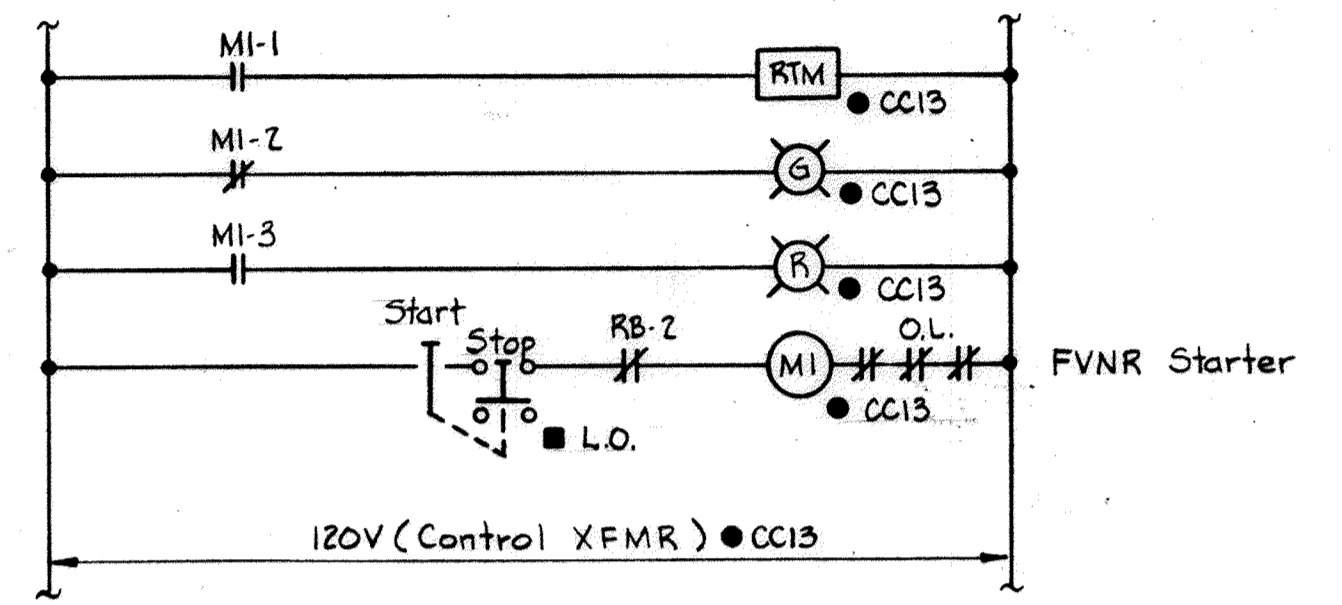 M1-1
RTM
CC13
M1-2
G
CC13
M1-3
R
CC13
Start
Stop
RB-2
M1
O.L.
FVNR Starter
CC13
L.O.
120V (Control XFMR) CC13